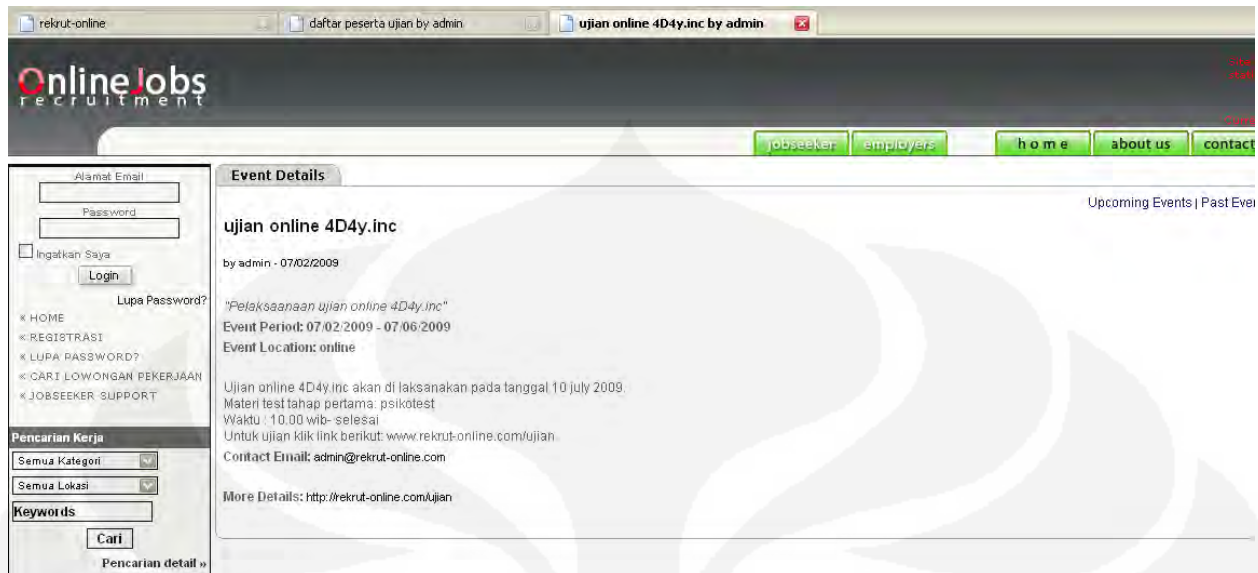 rekrut-online
daftar peserta ujian by admin
ujian online 4D4y.inc by admin
OnlineJobs
recruitment
jobseeker
employers
home
about us
contact
Alamat Email
Password
Ingatkan Saya
Login
Lupa Password?
« HOME
« REGISTRASI
« LUPA PASSWORD?
« CARI LOWONGAN PEKERJAAN
« JOBSEEKER SUPPORT
Pencarian Kerja
Semua Kategori
Semua Lokasi
Keywords
Cari
Pencarian detail »
Event Details
Upcoming Events | Past Ever
ujian online 4D4y.inc
by admin - 07/02/2009
"Pelaksaanaan ujian online 4D4y.inc"
Event Period: 07/02/2009 - 07/06/2009
Event Location: online
Ujian online 4D4y.inc akan di laksanakan pada tanggal 10 july 2009.
Materi test tahap pertama: psikotest
Waktu : 10.00 wib- selesai
Untuk ujian klik link berikut: www.rekrut-online.com/ujian.
Contact Email: admin@rekrut-online.com
More Details: http://rekrut-online.com/ujian